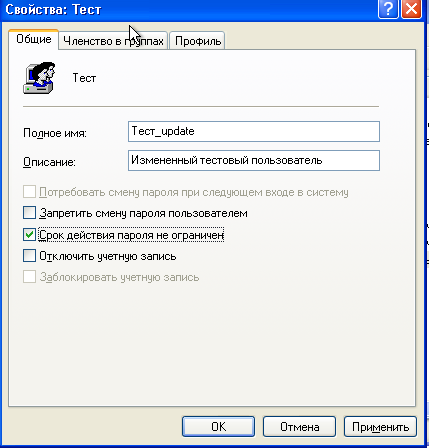 Свойства: Тест
Общие Членство в группах Профиль
Тест
Полное имя: Тест_update
Описание: Измененный тестовый пользователь
Потребовать смену пароля при следующем входе в систему
Запретить смену пароля пользователем
Срок действия пароля не ограничен
Отключить учетную запись
Заблокировать учетную запись
OK Отмена Применить